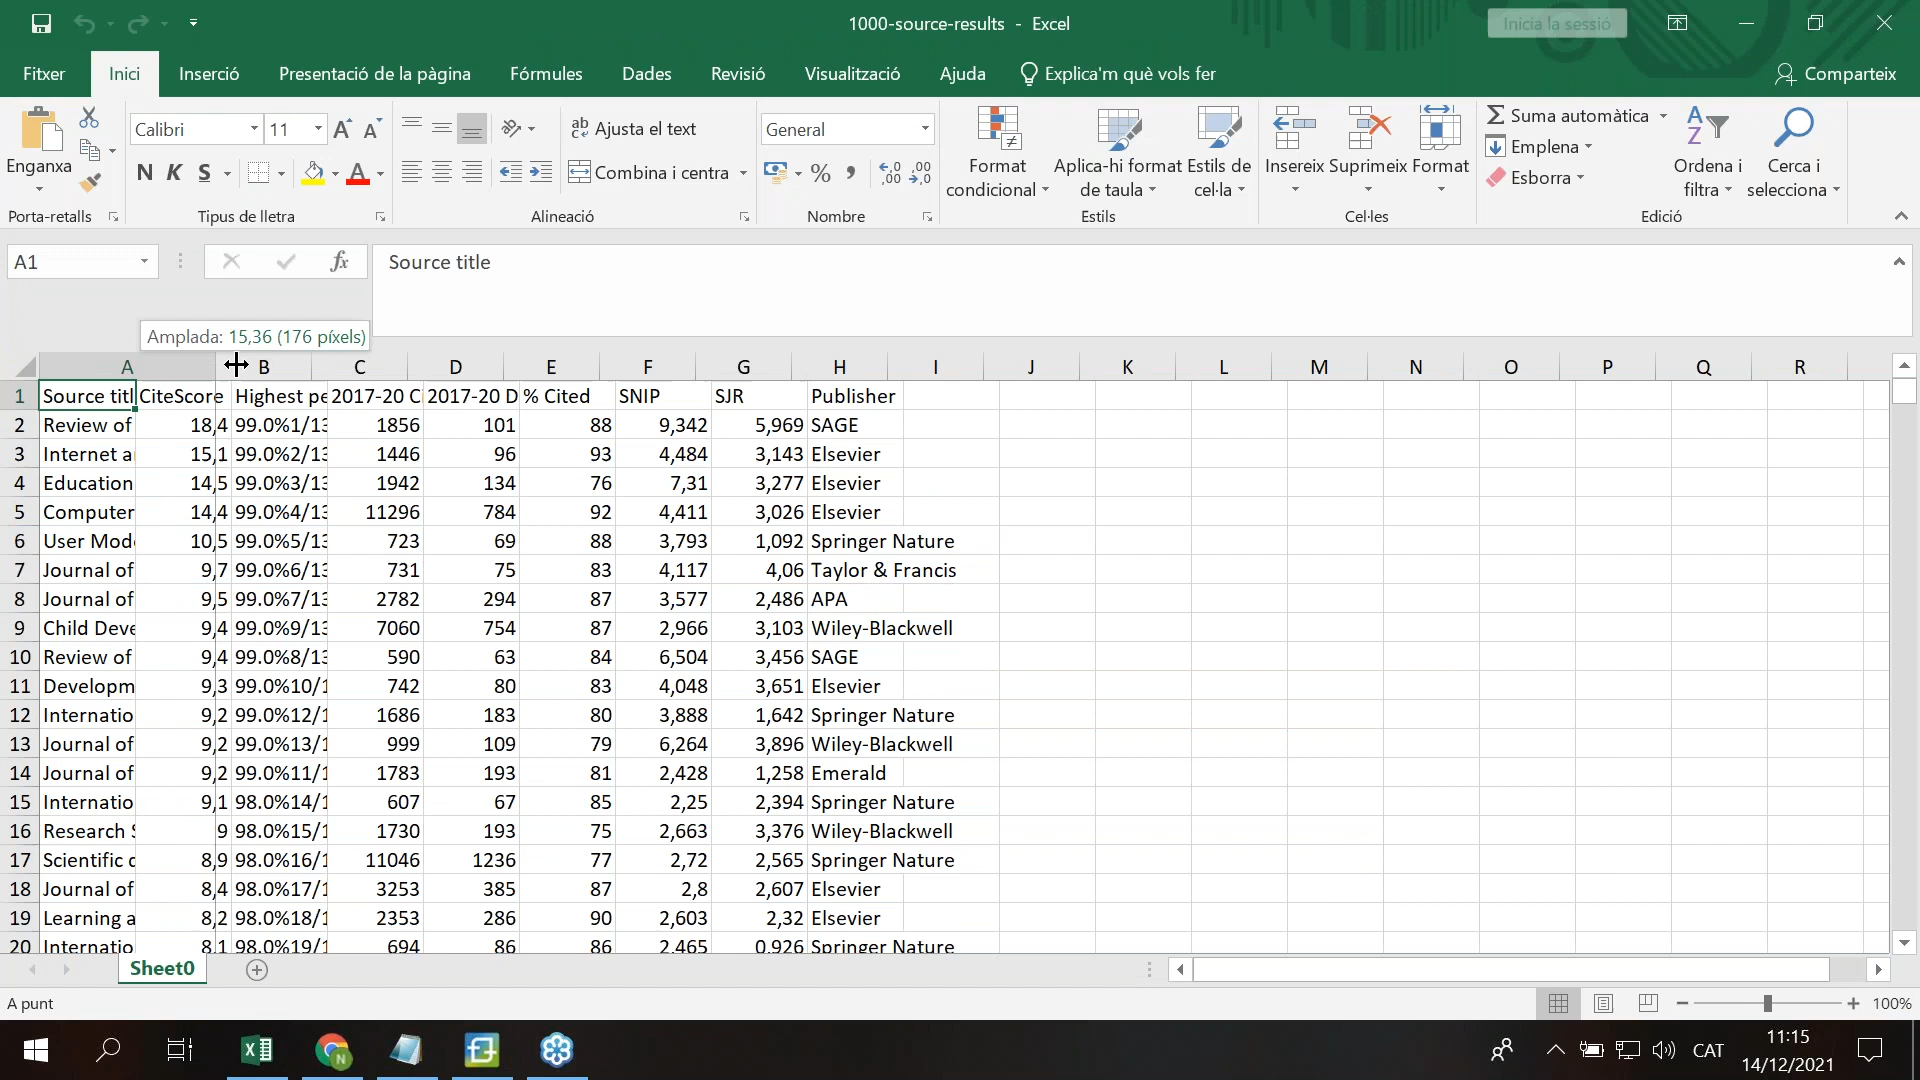 1000-source-results - Excel
Inicia la sessió
Fitxer Inici Inserció Presentació de la pàgina Fórmules Dades Revisió Visualització Ajuda Explica'm què vols fer Comparteix
Enganxa
Porta-retalls
Calibri 11
N K S
Tipus de lletra
Ajusta el text
Combina i centra
Alineació
General
Nombre
Format condicional
Aplica-hi format de taula
Estils de cel·la
Estils
Insereix Suprimeix Format
Cel·les
Suma automàtica
Emplena
Esborra
Ordena i filtra
Cerca i selecciona
Edició
A1 fx Source title
Amplada: 15,36 (176 píxels)
A B C D E F G H I J K L M N O P Q R
1 Source titl CiteScore Highest pe 2017-20 Ci 2017-20 D % Cited SNIP SJR Publisher
2 Review of 18,4 99.0%1/13 1856 101 88 9,342 5,969 SAGE
3 Internet a 15,1 99.0%2/13 1446 96 93 4,484 3,143 Elsevier
4 Education 14,5 99.0%3/13 1942 134 76 7,31 3,277 Elsevier
5 Computer 14,4 99.0%4/13 11296 784 92 4,411 3,026 Elsevier
6 User Mod 10,5 99.0%5/13 723 69 88 3,793 1,092 Springer Nature
7 Journal of 9,7 99.0%6/13 731 75 83 4,117 4,06 Taylor & Francis
8 Journal of 9,5 99.0%7/13 2782 294 87 3,577 2,486 APA
9 Child Deve 9,4 99.0%9/13 7060 754 87 2,966 3,103 Wiley-Blackwell
10 Review of 9,4 99.0%8/13 590 63 84 6,504 3,456 SAGE
11 Developm 9,3 99.0%10/1 742 80 83 4,048 3,651 Elsevier
12 Internatio 9,2 99.0%12/1 1686 183 80 3,888 1,642 Springer Nature
13 Journal of 9,2 99.0%13/1 999 109 79 6,264 3,896 Wiley-Blackwell
14 Journal of 9,2 99.0%11/1 1783 193 81 2,428 1,258 Emerald
15 Internatio 9,1 98.0%14/1 607 67 85 2,25 2,394 Springer Nature
16 Research S 9 98.0%15/1 1730 193 75 2,663 3,376 Wiley-Blackwell
17 Scientific 8,9 98.0%16/1 11046 1236 77 2,72 2,565 Springer Nature
18 Journal of 8,4 98.0%17/1 3253 385 87 2,8 2,607 Elsevier
19 Learning a 8,2 98.0%18/1 2353 286 90 2,603 2,32 Elsevier
20 Internatio 8,1 98.0%19/1 694 86 86 2,465 0,926 Springer Nature
Sheet0
A punt 100%
CAT 11:15
14/12/2021